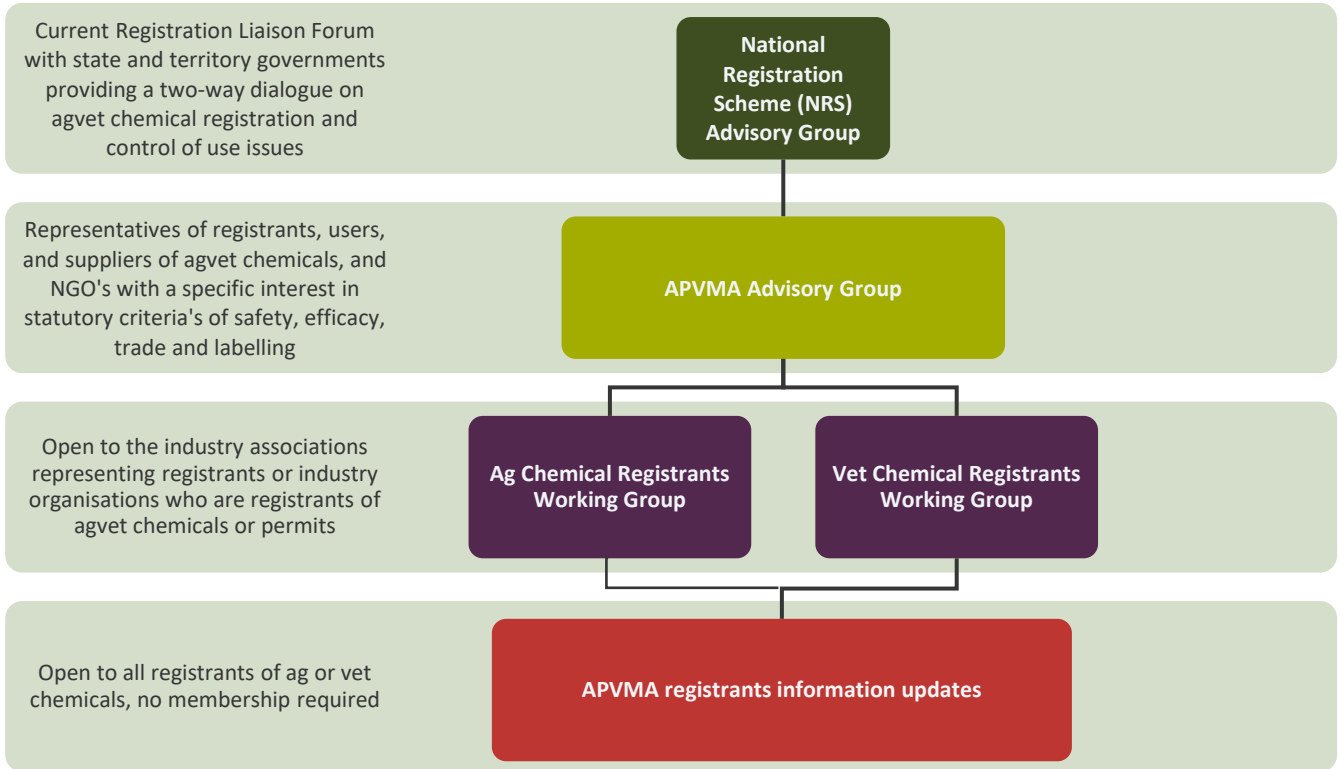 Current Registration Liaison Forum
with state and territory governments
providing a two-way dialogue on
agvet chemical registration and
control of use issues
National
Registration
Scheme (NRS)
Advisory Group
Representatives of registrants, users,
and suppliers of agvet chemicals, and
NGO's with a specific interest in
statutory criteria's of safety, efficacy,
trade and labelling
APVMA Advisory Group
Open to the industry associations
representing registrants or industry
organisations who are registrants of
agvet chemicals or permits
Ag Chemical Registrants
Working Group
Vet Chemical Registrants
Working Group
Open to all registrants of ag or vet
chemicals, no membership required
APVMA registrants information updates